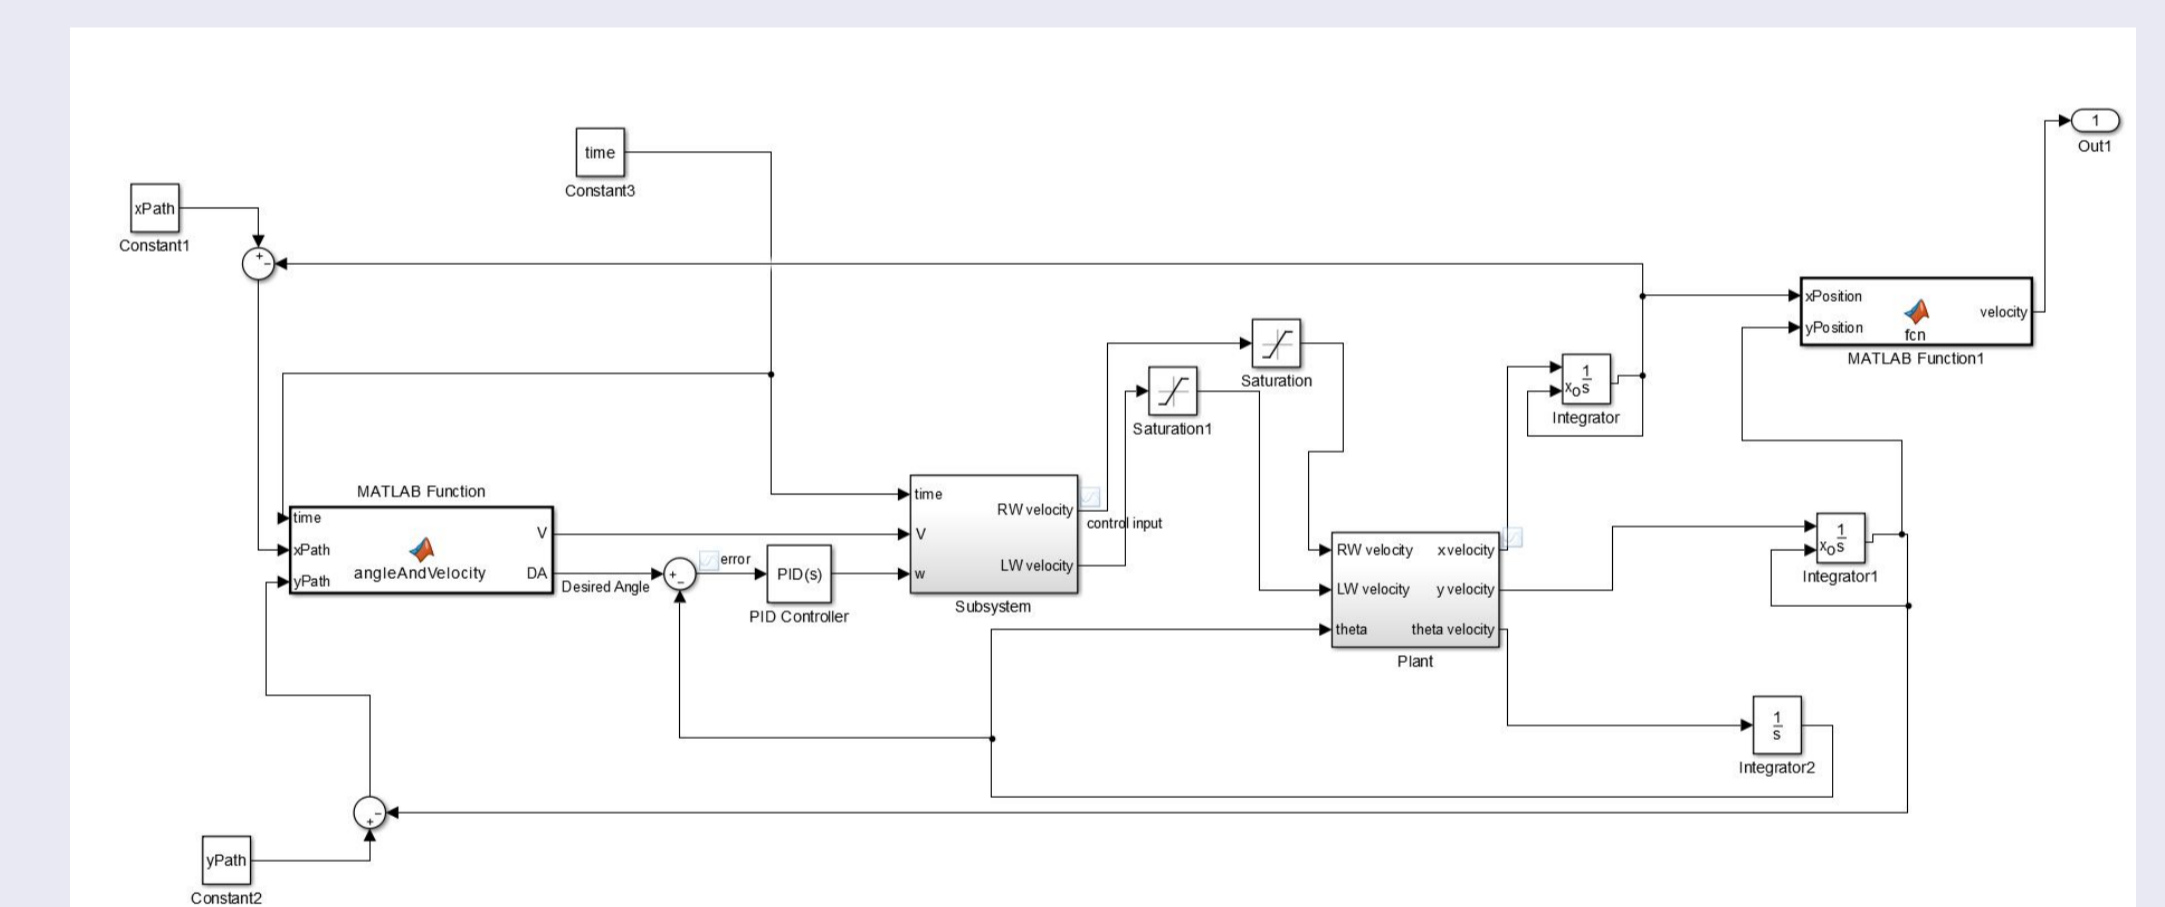 1
Out1
time
Constant3
xPath
Constant1
+
-
xPosition
yPosition
velocity
fcn
MATLAB Function1
Saturation
Saturation1
1
s
xo
Integrator
MATLAB Function
time
xPath
yPath
angleAndVelocity
V
DA
Desired Angle
+
-
error
PID(s)
PID Controller
time
V
w
RW velocity
LW velocity
Subsystem
control input
RW velocity
LW velocity
theta
x velocity
y velocity
theta velocity
Plant
1
s
xo
Integrator1
1
s
Integrator2
-
+
yPath
Constant2